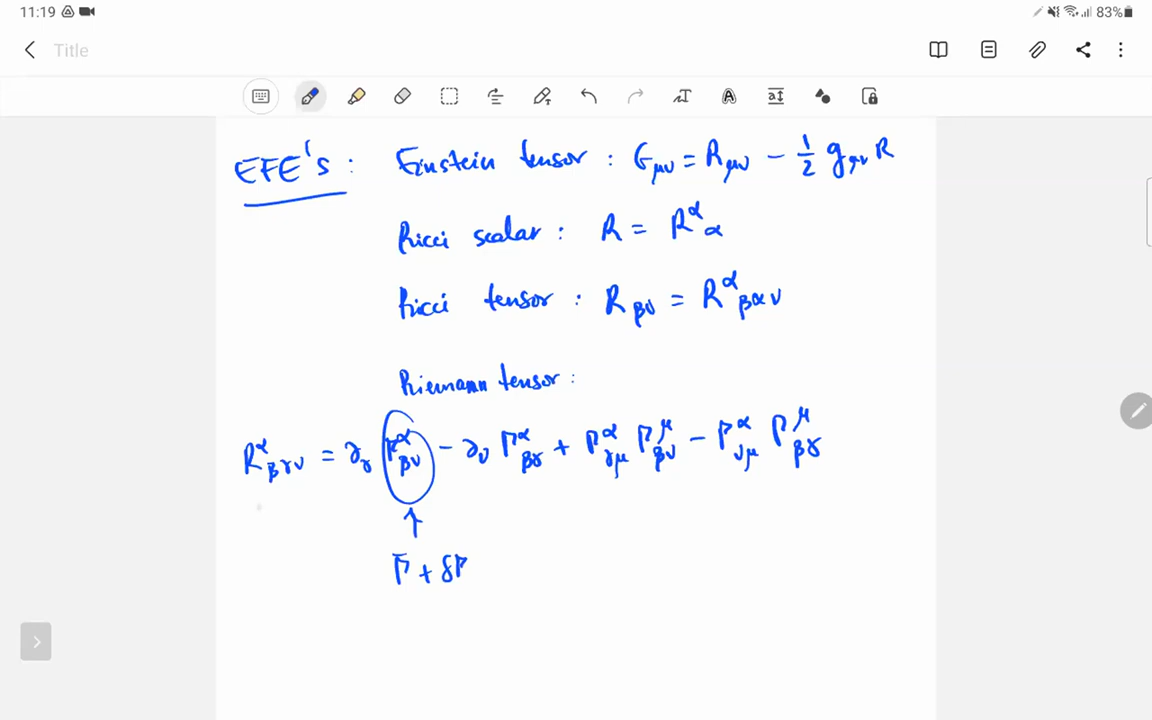 11:19 83%
Title
EFE's : Einstein tensor : Gμν = Rμν − 1/2 gμν R
Ricci scalar : R = R^α_α
Ricci tensor : R_βν = R^α_βαν
Riemann tensor :
R^α_βγν = ∂_γ Γ^α_βν − ∂_ν Γ^α_βγ + Γ^α_γμ Γ^μ_βν − Γ^α_νμ Γ^μ_βγ
↑
Γ̄ + δΓ